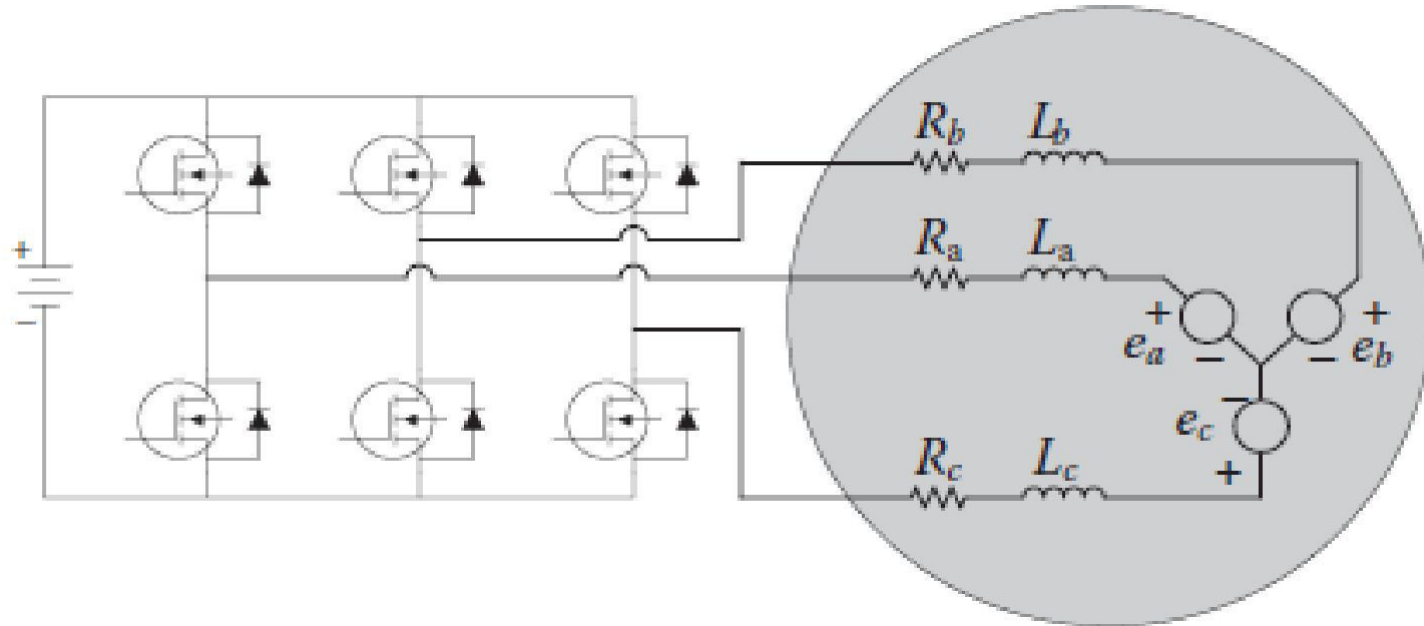 R_b L_b
+
R_a L_a
+ +
e_a − − e_b
−
−
e_c
R_c L_c +